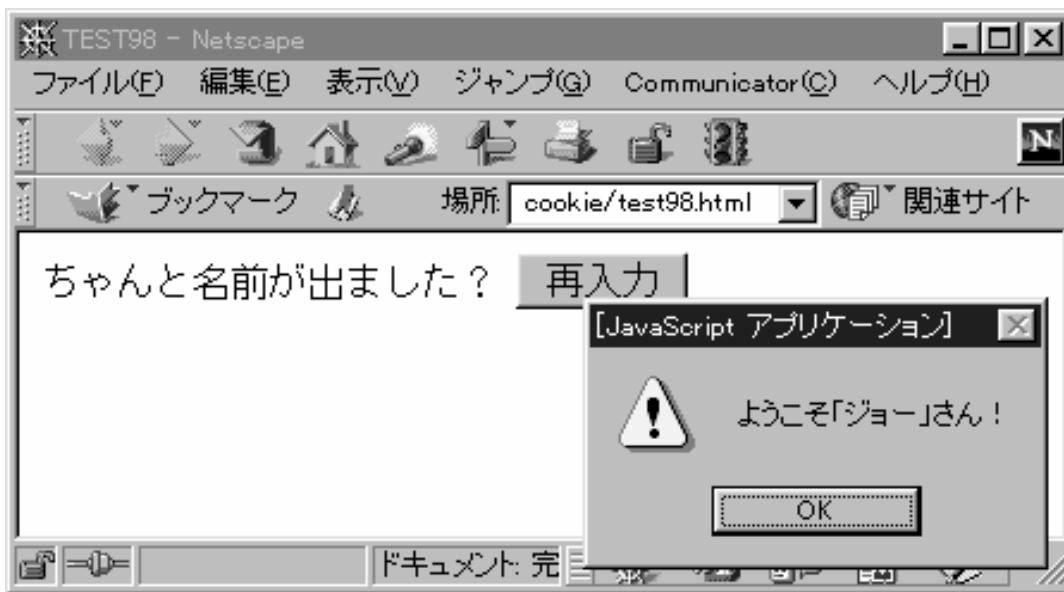 TEST98 - Netscape
ファイル(F) 編集(E) 表示(V) ジャンプ(G) Communicator(C) ヘルプ(H)
N
ブックマーク 場所: cookie/test98.html 関連サイト
ちゃんと名前が出ました？ 再入力
[JavaScript アプリケーション]
ようこそ「ジョー」さん！
OK
ドキュメント: 完